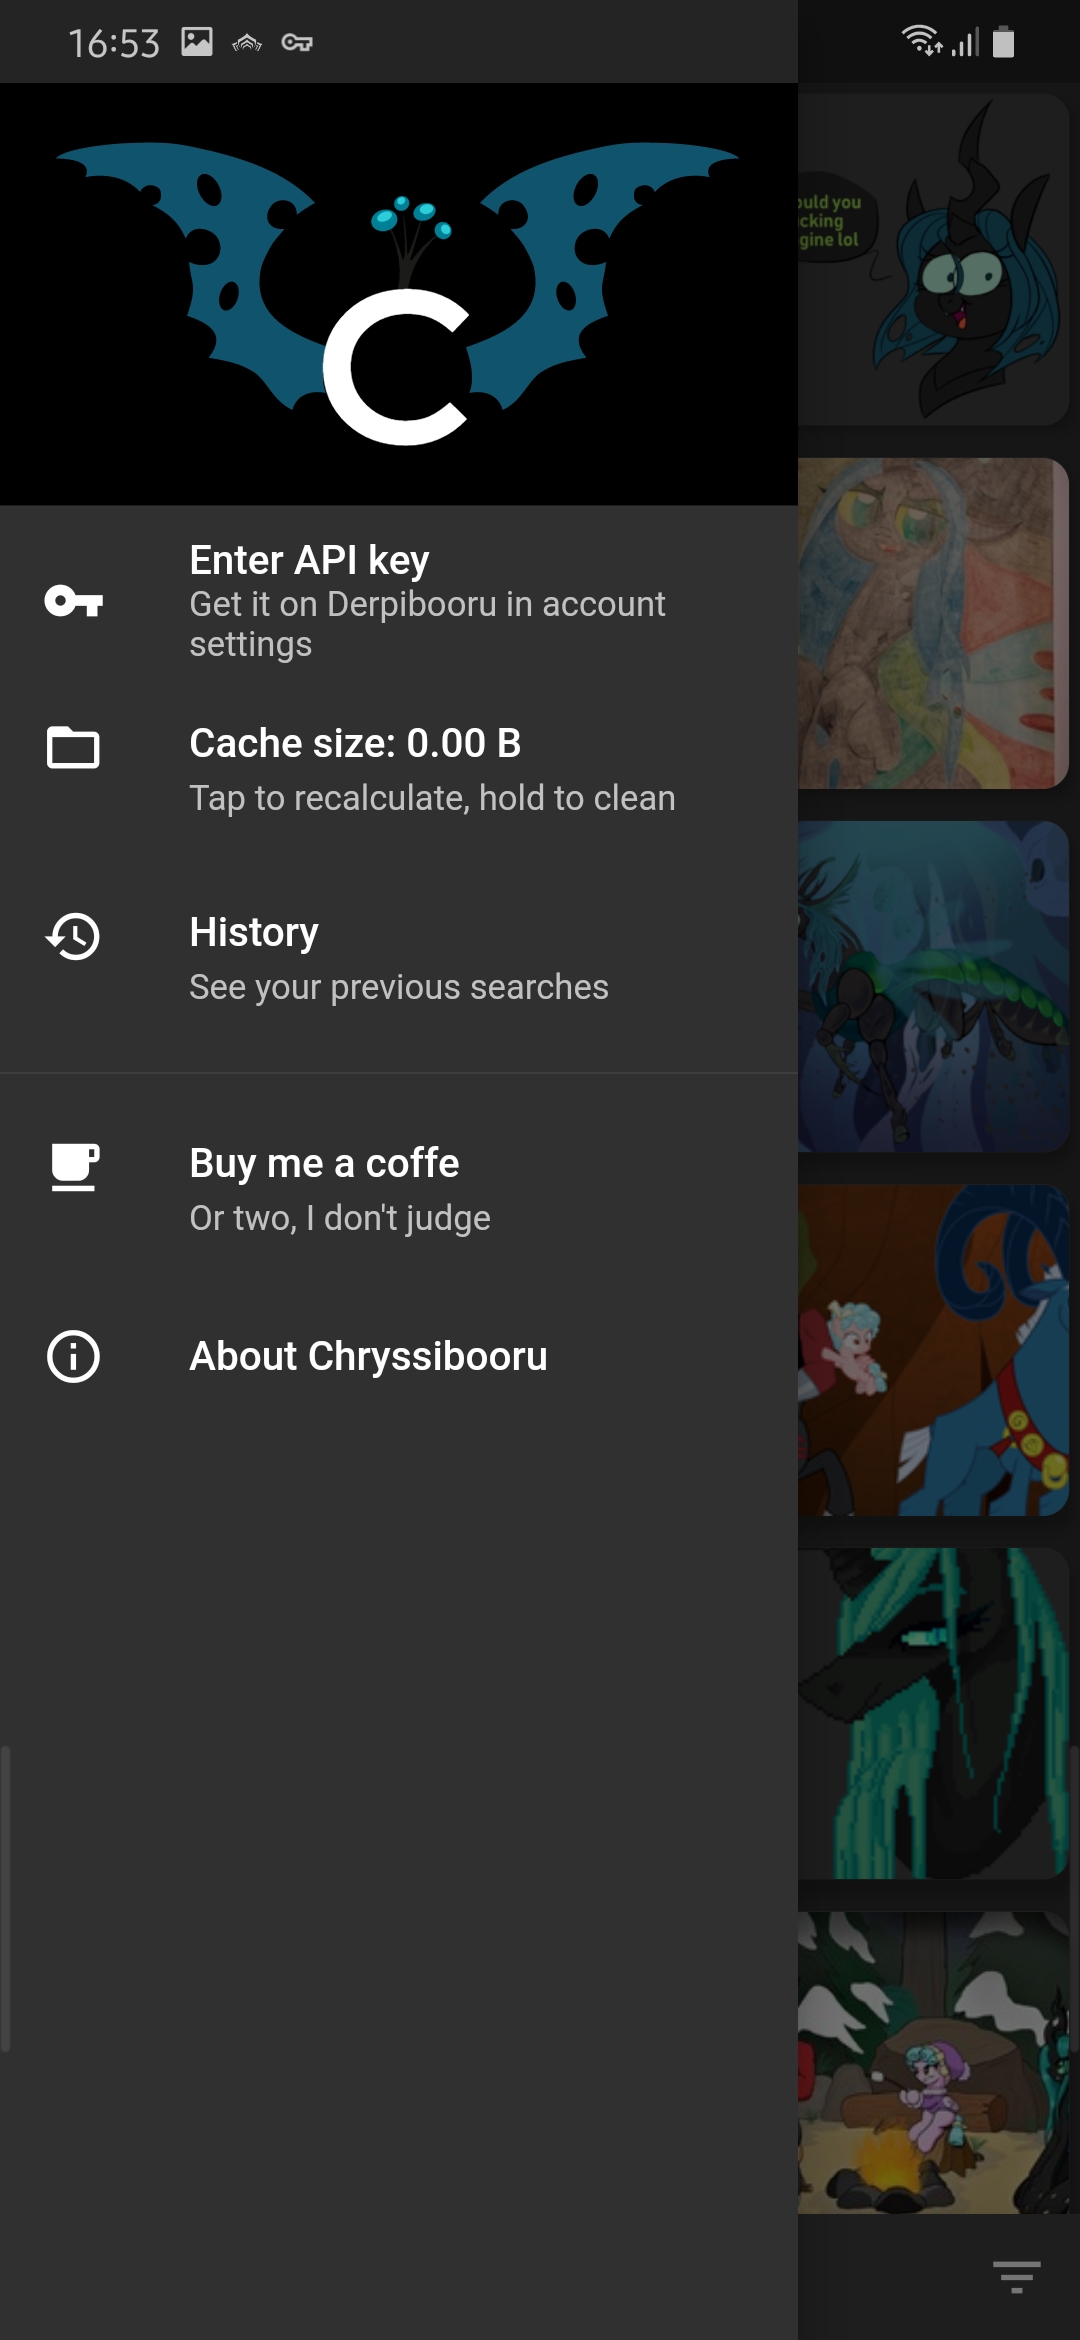 16:53
C
Enter API key
Get it on Derpibooru in account
settings
Cache size: 0.00 B
Tap to recalculate, hold to clean
History
See your previous searches
Buy me a coffe
Or two, I don't judge
About Chryssibooru
ould you
cking
gine lol